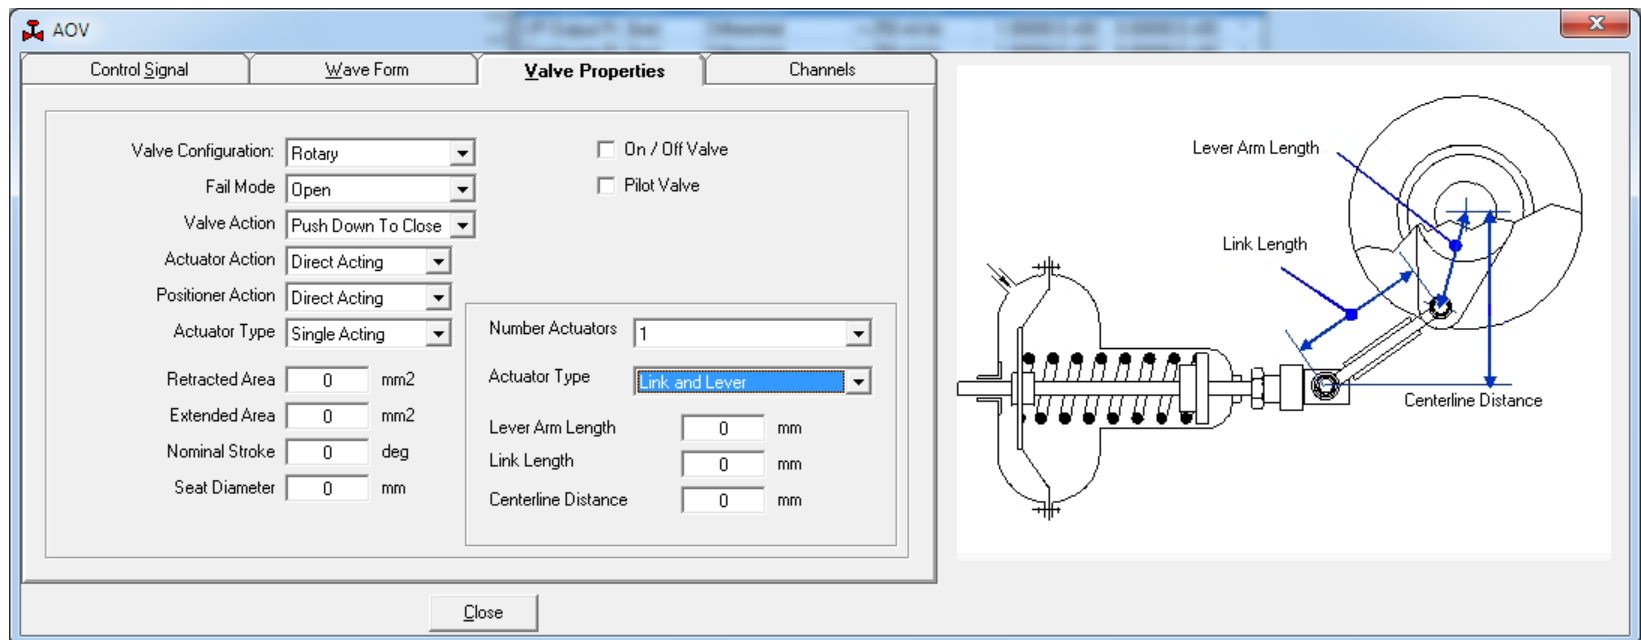 AOV
Control Signal
Wave Form
Valve Properties
Channels
Valve Configuration: Rotary
Fail Mode Open
Valve Action Push Down To Close
Actuator Action Direct Acting
Positioner Action Direct Acting
Actuator Type Single Acting
Retracted Area 0 mm2
Extended Area 0 mm2
Nominal Stroke 0 deg
Seat Diameter 0 mm
On / Off Valve
Pilot Valve
Number Actuators 1
Actuator Type Link and Lever
Lever Arm Length 0 mm
Link Length 0 mm
Centerline Distance 0 mm
Close
Lever Arm Length
Link Length
Centerline Distance